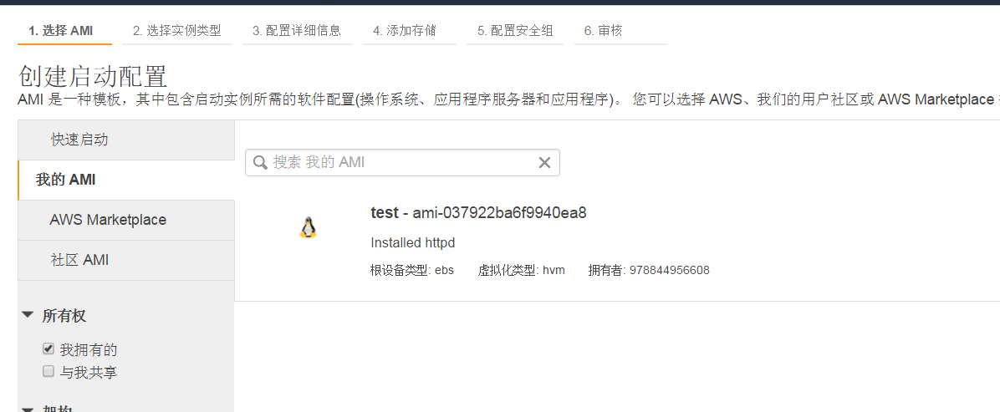 1. 选择 AMI 2. 选择实例类型 3. 配置详细信息 4. 添加存储 5. 配置安全组 6. 审核
创建启动配置
AMI 是一种模板，其中包含启动实例所需的软件配置(操作系统、应用程序服务器和应用程序)。 您可以选择 AWS、我们的用户社区或 AWS Marketplace
快速启动
我的 AMI
AWS Marketplace
社区 AMI
所有权
我拥有的
与我共享
架构
搜索 我的 AMI
test - ami-037922ba6f9940ea8
Installed httpd
根设备类型: ebs 虚拟化类型: hvm 拥有者: 978844956608